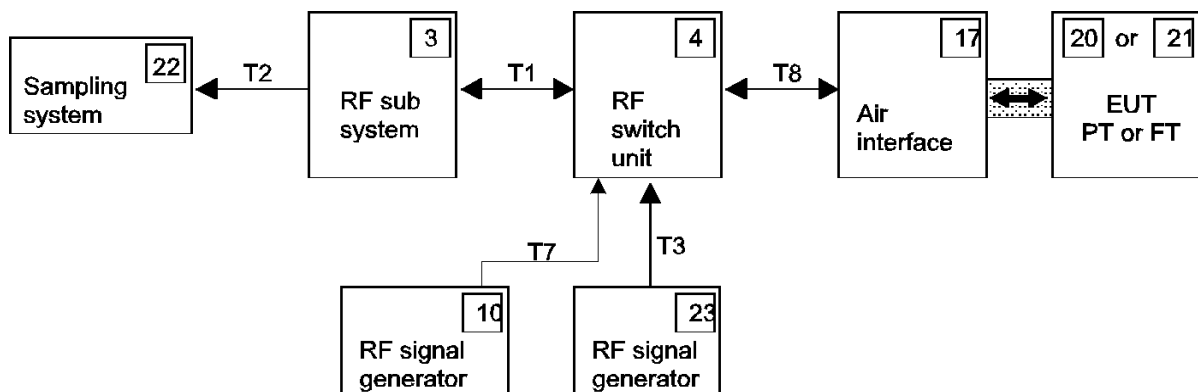 22
Sampling
system
T2
3
RF sub
system
T1
4
RF
switch
unit
T8
17
Air
interface
20 or 21
EUT
PT or FT
T7
T3
10
RF signal
generator
23
RF signal
generator